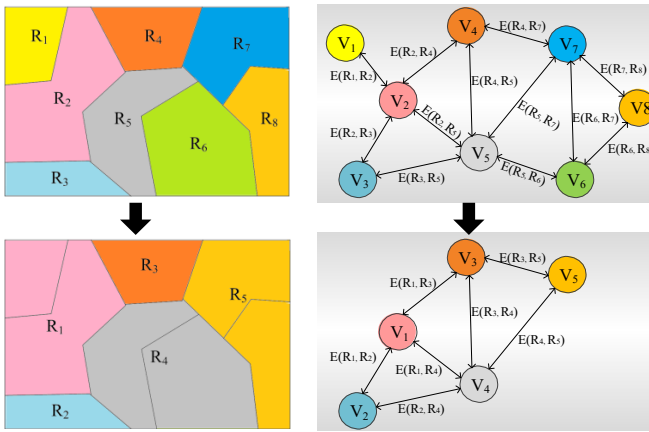 R1
R4
R7
R2
R5
R8
R6
R3
V1
V4
V7
V2
V8
V5
V3
V6
E(R1, R2)
E(R2, R4)
E(R4, R7)
E(R4, R5)
E(R7, R8)
E(R2, R3)
E(R2, R5)
E(R5, R7)
E(R6, R7)
E(R6, R8)
E(R3, R5)
E(R5, R6)
R3
R5
R1
R4
R2
V3
V5
V1
V4
V2
E(R3, R5)
E(R1, R3)
E(R3, R4)
E(R4, R5)
E(R1, R2)
E(R1, R4)
E(R2, R4)